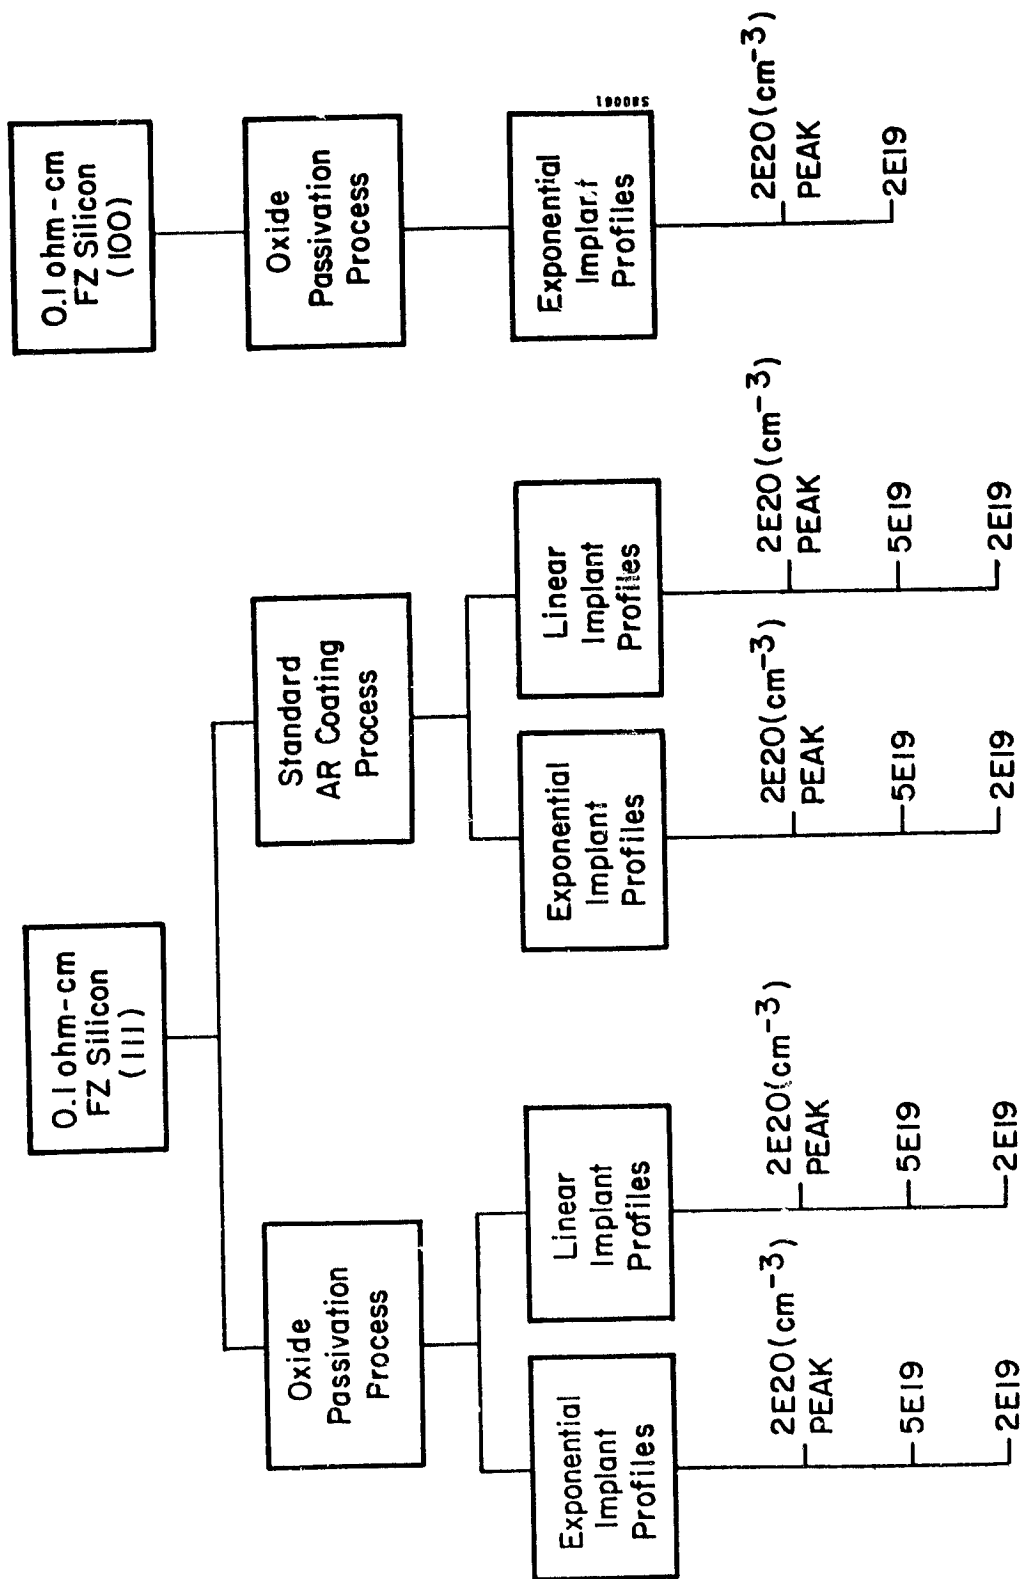 0.1 ohm-cm
FZ Silicon
(111)
0.1 ohm-cm
FZ Silicon
(100)
Oxide
Passivation
Process
Standard
AR Coating
Process
Oxide
Passivation
Process
Exponential
Implant
Profiles
Linear
Implant
Profiles
Exponential
Implant
Profiles
Linear
Implant
Profiles
Exponential
Implant
Profiles
S80061
2E20(cm⁻³)
PEAK
5E19
2E19
2E20(cm⁻³)
PEAK
5E19
2E19
2E20(cm⁻³)
PEAK
5E19
2E19
2E20(cm⁻³)
PEAK
5E19
2E19
2E20(cm⁻³)
PEAK
2E19